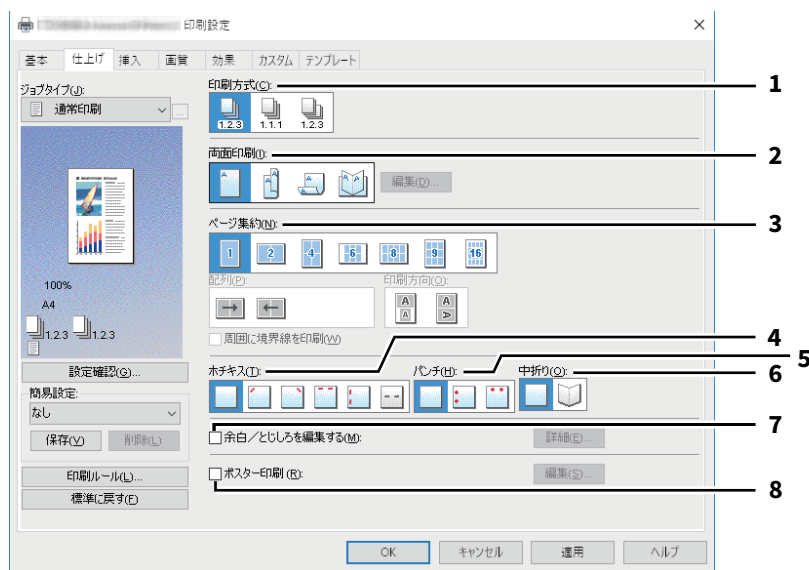 印刷設定
基本 仕上げ 挿入 画質 効果 カスタム テンプレート
ジョブタイプ(J):
通常印刷
...
100%
A4
1.2.3 1.2.3
設定確認(G)...
簡易設定:
なし
保存(V) 削除(L)
印刷ルール(L)...
標準に戻す(F)
印刷方式(C):
1.2.3 1.1.1 1.2.3
両面印刷(I):
編集(D)...
ページ集約(N):
1 2 4 6 8 9 16
配列(P): 印刷方向(O):
周囲に境界線を印刷(W)
ホチキス(T): パンチ(H): 中折り(O):
余白/とじしろを編集する(M): 詳細(E)...
ポスター印刷 (R): 編集(S)...
OK キャンセル 適用 ヘルプ
1
2
3
4
5
6
7
8